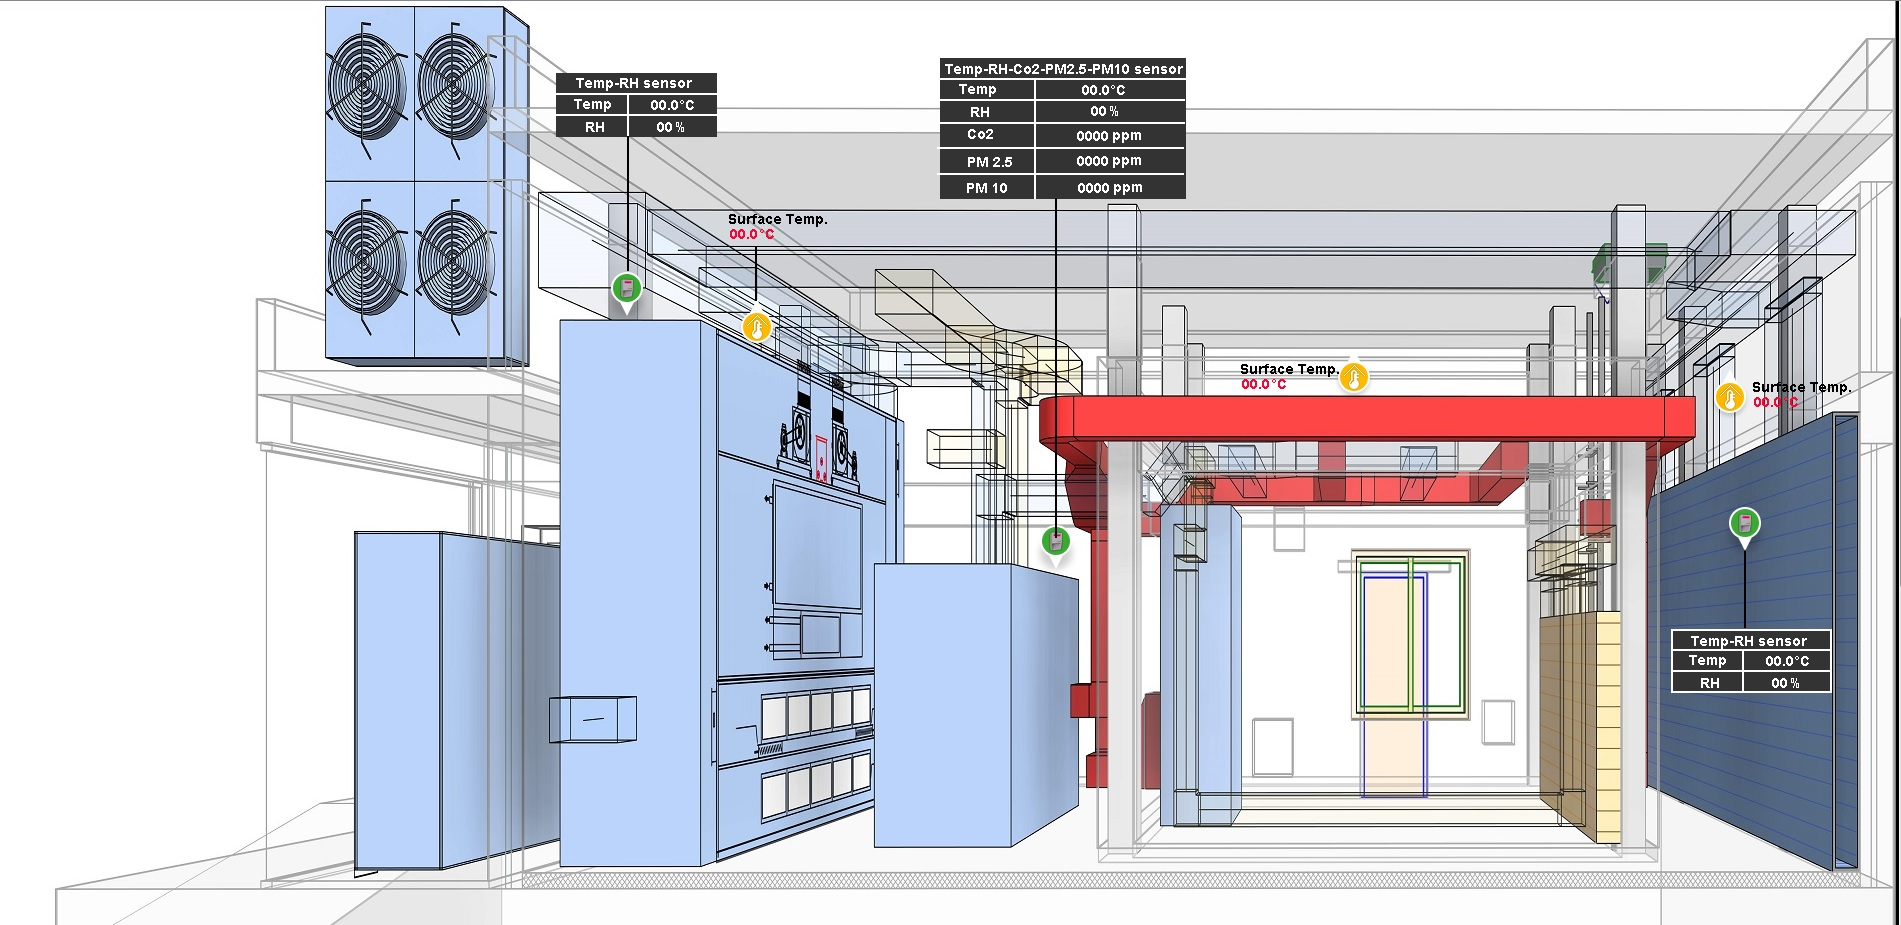 Temp-RH sensor
Temp 00.0°C
RH 00 %
Temp-RH-Co2-PM2.5-PM10 sensor
Temp 00.0°C
RH 00 %
Co2 0000 ppm
PM 2.5 0000 ppm
PM 10 0000 ppm
Surface Temp.
00.0°C
Surface Temp.
00.0°C
Surface Temp.
00.0°C
Temp-RH sensor
Temp 00.0°C
RH 00 %